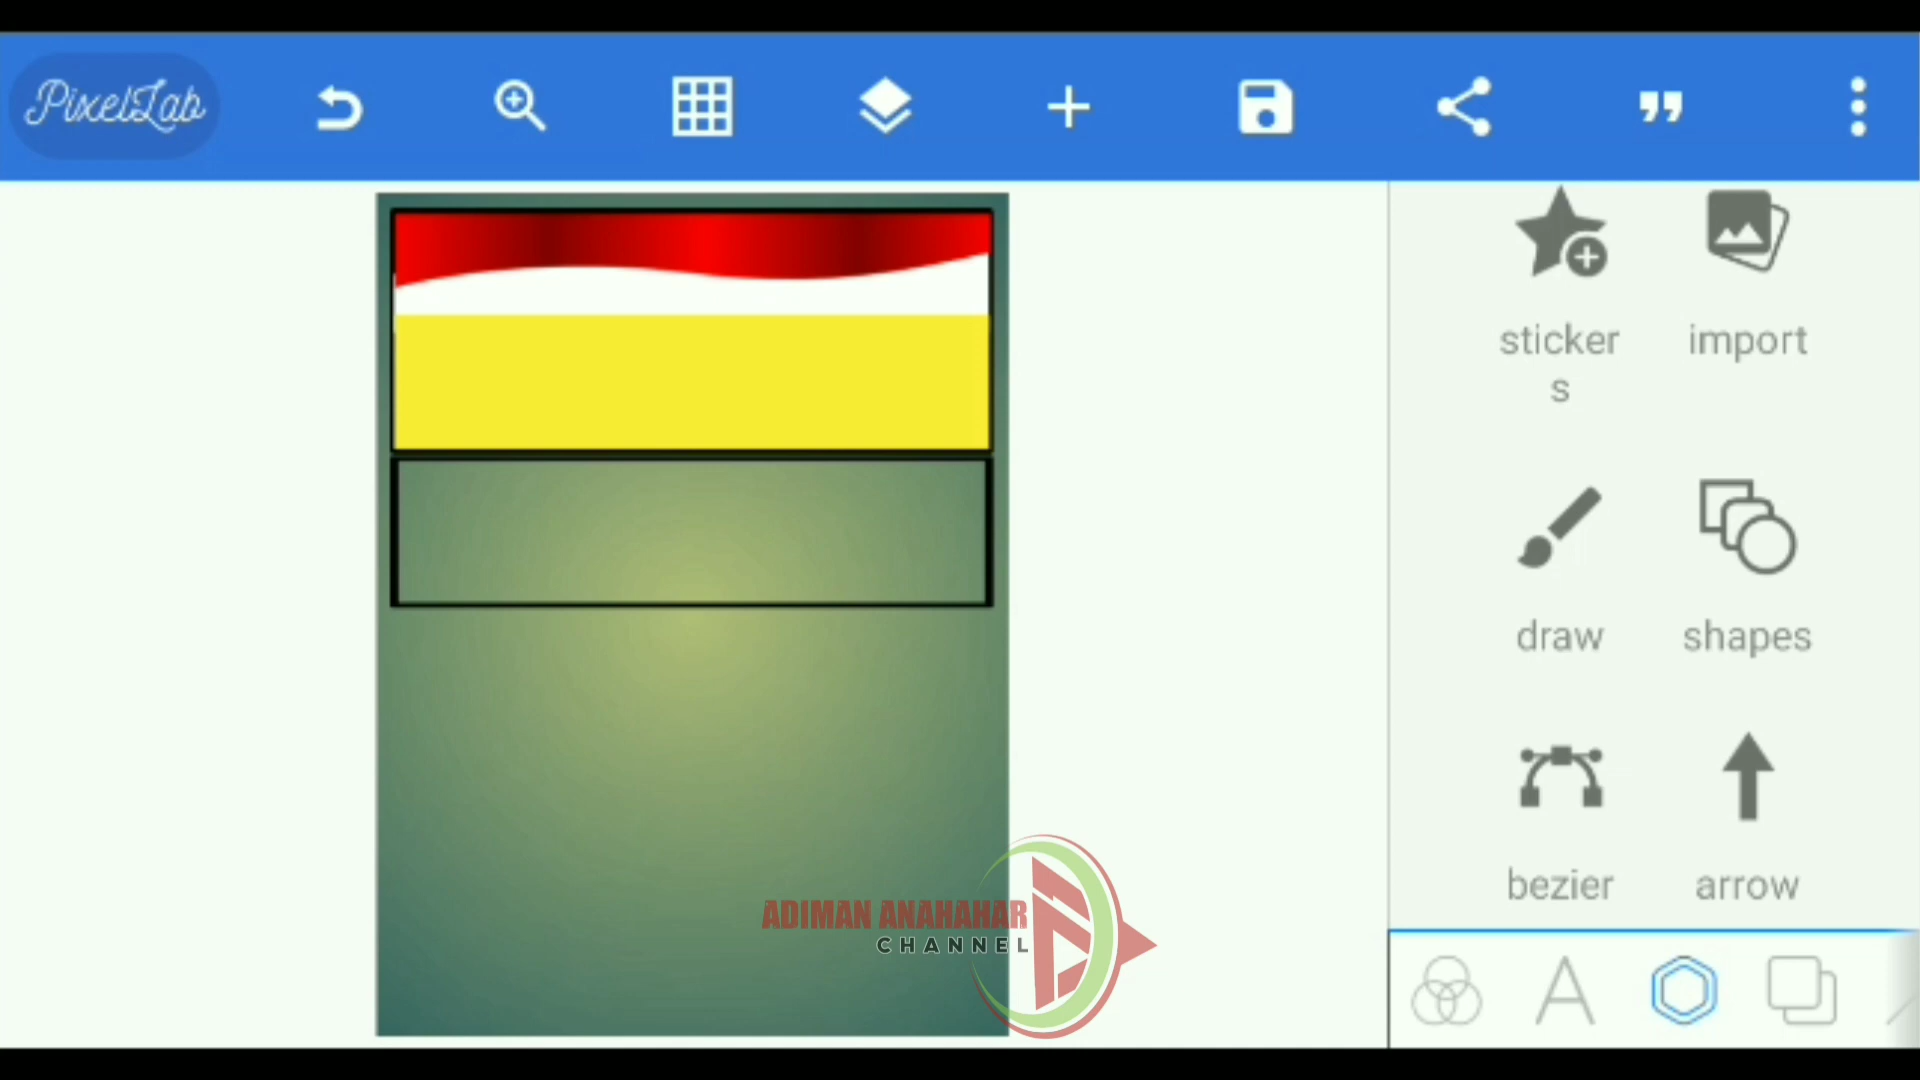 PixelLab
sticker
s
import
draw
shapes
bezier
arrow
ADIMAN ANAHAHAR
CHANNEL